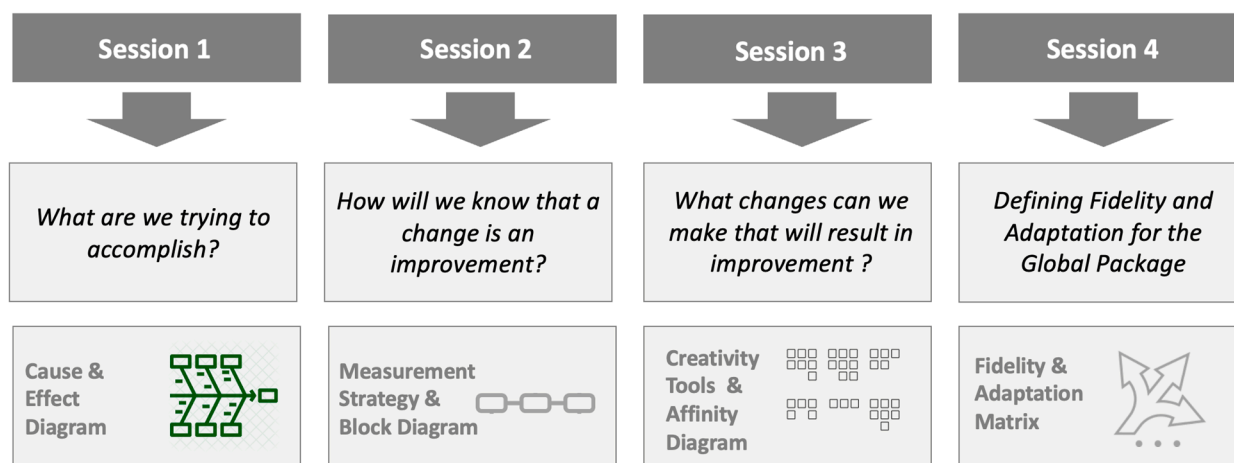 Session 1
Session 2
Session 3
Session 4
What are we trying to
accomplish?
How will we know that a
change is an
improvement?
What changes can we
make that will result in
improvement ?
Defining Fidelity and
Adaptation for the
Global Package
Cause &
Effect
Diagram
Measurement
Strategy &
Block Diagram
Creativity
Tools &
Affinity
Diagram
Fidelity &
Adaptation
Matrix